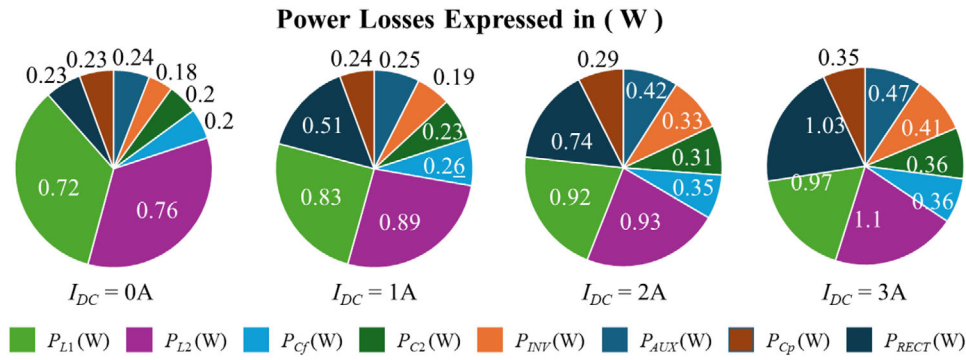 Power Losses Expressed in ( W )
0.23 0.23 0.24 0.18 0.2 0.2 0.76 0.72
0.24 0.25 0.19 0.23 0.26 0.89 0.83 0.51
0.29 0.42 0.33 0.31 0.35 0.93 0.92 0.74
0.35 0.47 0.41 0.36 0.36 1.1 0.97 1.03
I_DC = 0A I_DC = 1A I_DC = 2A I_DC = 3A
P_L1(W) P_L2(W) P_Cf(W) P_C2(W) P_INV(W) P_AUX(W) P_Cp(W) P_RECT(W)